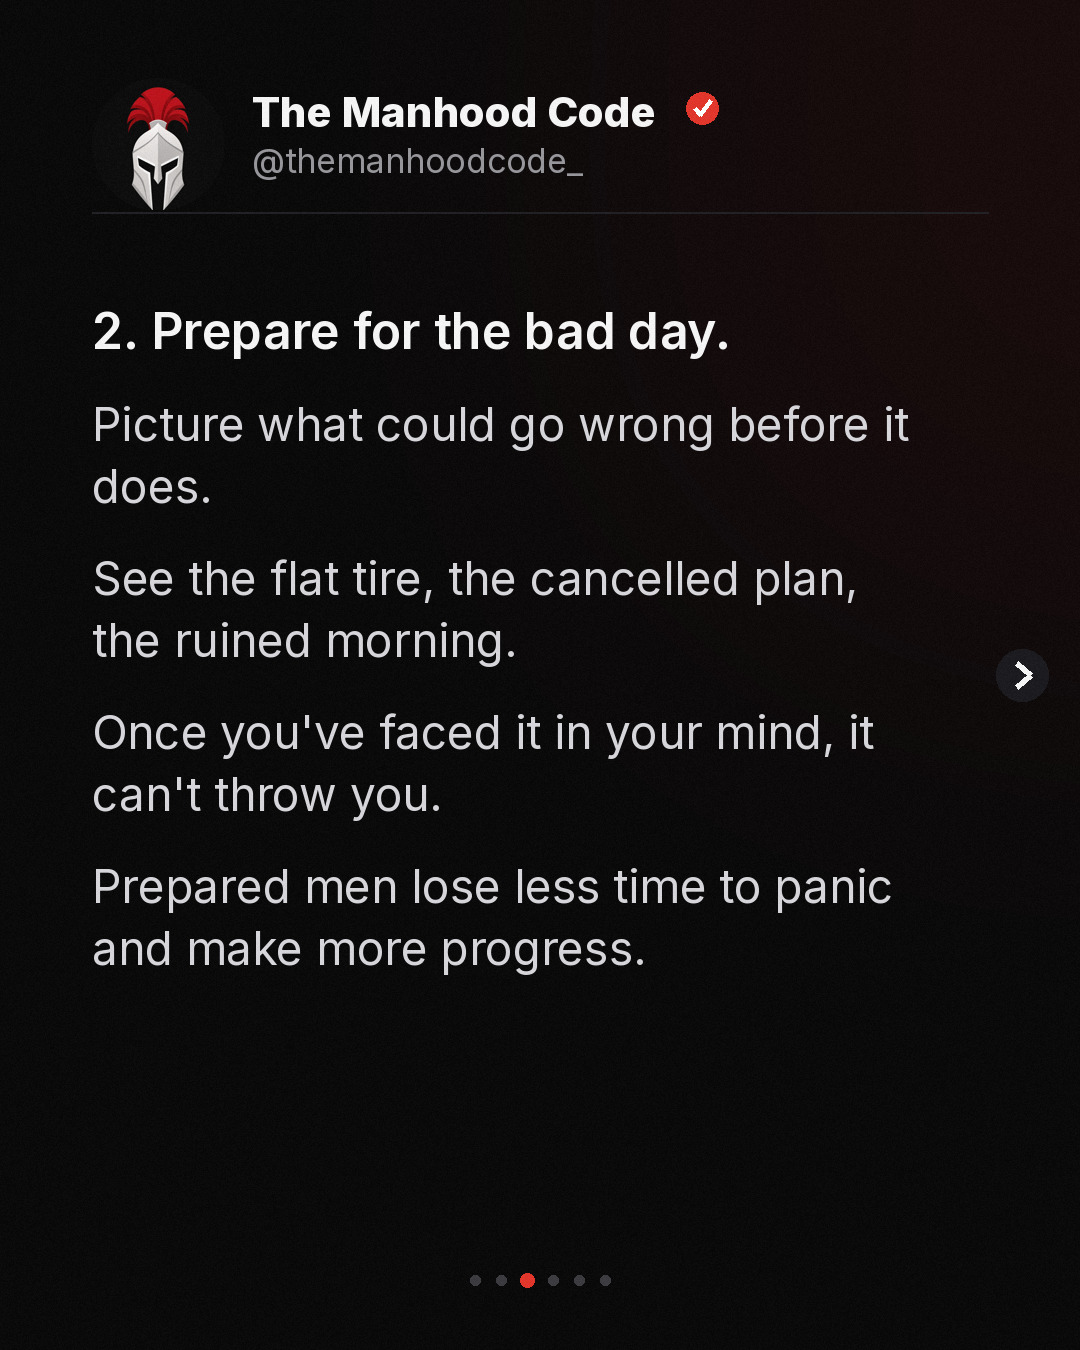 The Manhood Code
@themanhoodcode_
2. Prepare for the bad day.
Picture what could go wrong before it
does.
See the flat tire, the cancelled plan,
the ruined morning.
Once you've faced it in your mind, it
can't throw you.
Prepared men lose less time to panic
and make more progress.